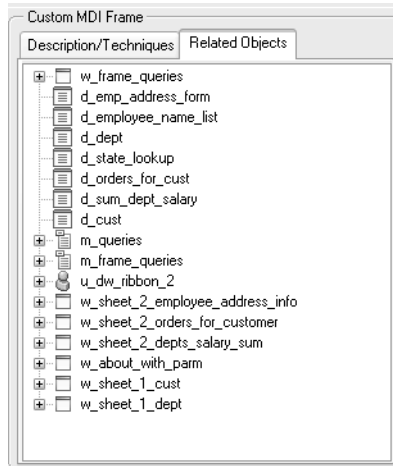 Custom MDI Frame
Description/Techniques Related Objects
w_frame_queries
d_emp_address_form
d_employee_name_list
d_dept
d_state_lookup
d_orders_for_cust
d_sum_dept_salary
d_cust
m_queries
m_frame_queries
u_dw_ribbon_2
w_sheet_2_employee_address_info
w_sheet_2_orders_for_customer
w_sheet_2_depts_salary_sum
w_about_with_parm
w_sheet_1_cust
w_sheet_1_dept